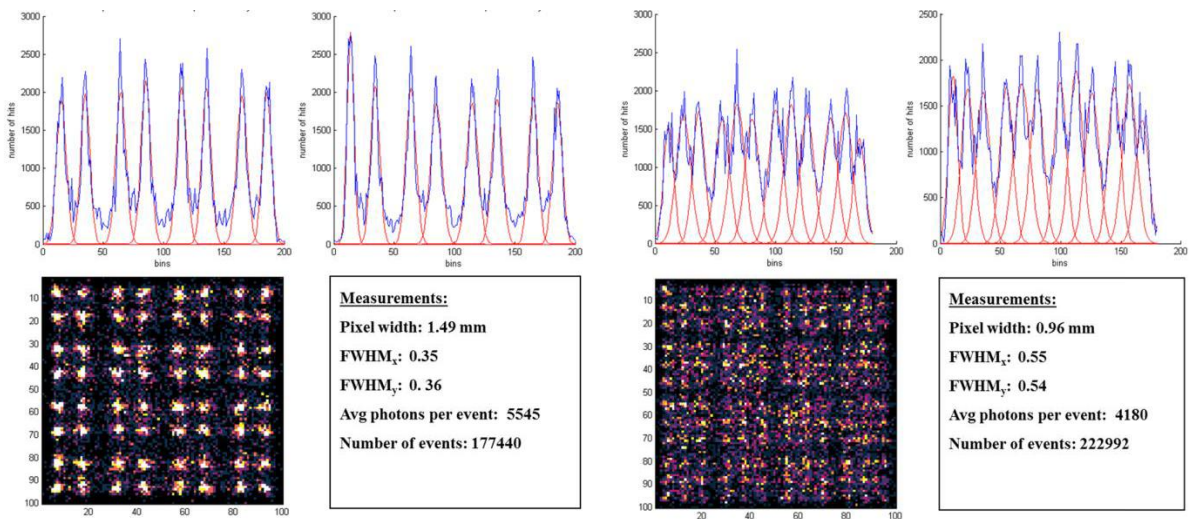 3000
2500
2000
1500
1000
500
0
number of hits
0 50 100 150 200
bins
3000
2500
2000
1500
1000
500
0
number of hits
0 50 100 150 200
bins
3000
2500
2000
1500
1000
500
0
number of hits
0 50 100 150 200
bins
2500
2000
1500
1000
500
0
number of hits
0 50 100 150 200
bins
10
20
30
40
50
60
70
80
90
100
20 40 60 80 100
Measurements:
Pixel width: 1.49 mm
FWHMx: 0.35
FWHMy: 0. 36
Avg photons per event: 5545
Number of events: 177440
10
20
30
40
50
60
70
80
90
100
20 40 60 80 100
Measurements:
Pixel width: 0.96 mm
FWHMx: 0.55
FWHMy: 0.54
Avg photons per event: 4180
Number of events: 222992